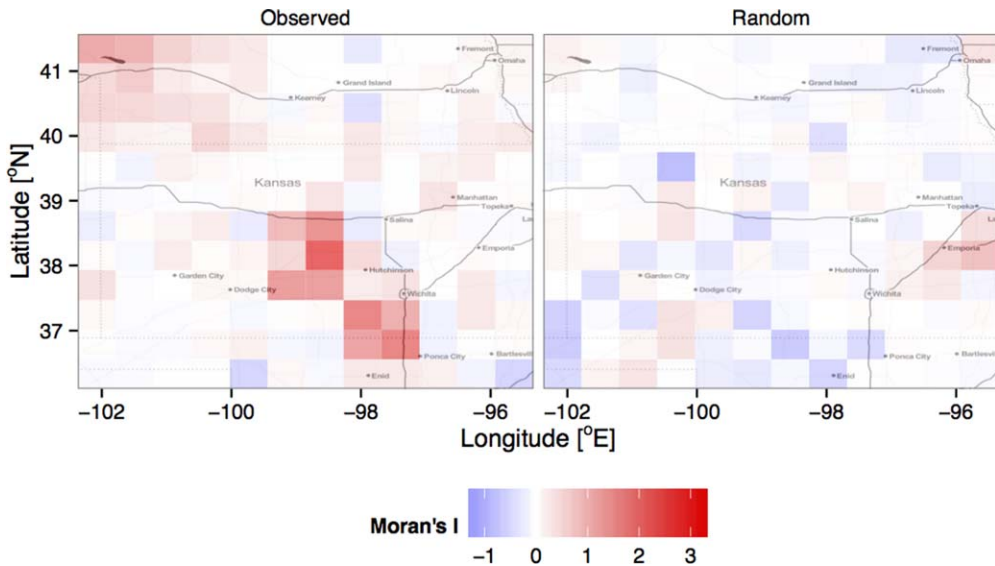 Observed
Random
Latitude [°N]
41
40
39
38
37
Fremont
Omaha
Grand Island
Lincoln
Kearney
Kansas
Manhattan
Topeka
Salina
Emporia
Hutchinson
Garden City
Dodge City
Wichita
Ponca City
Bartlesvil
Enid
Fremont
Omaha
Grand Island
Lincoln
Kearney
Kansas
Manhattan
Topeka
Salina
Emporia
Hutchinson
Garden City
Dodge City
Wichita
Ponca City
Bartlesvil
Enid
−102 −100 −98 −96
−102 −100 −98 −96
Longitude [°E]
Moran's I
−1 0 1 2 3